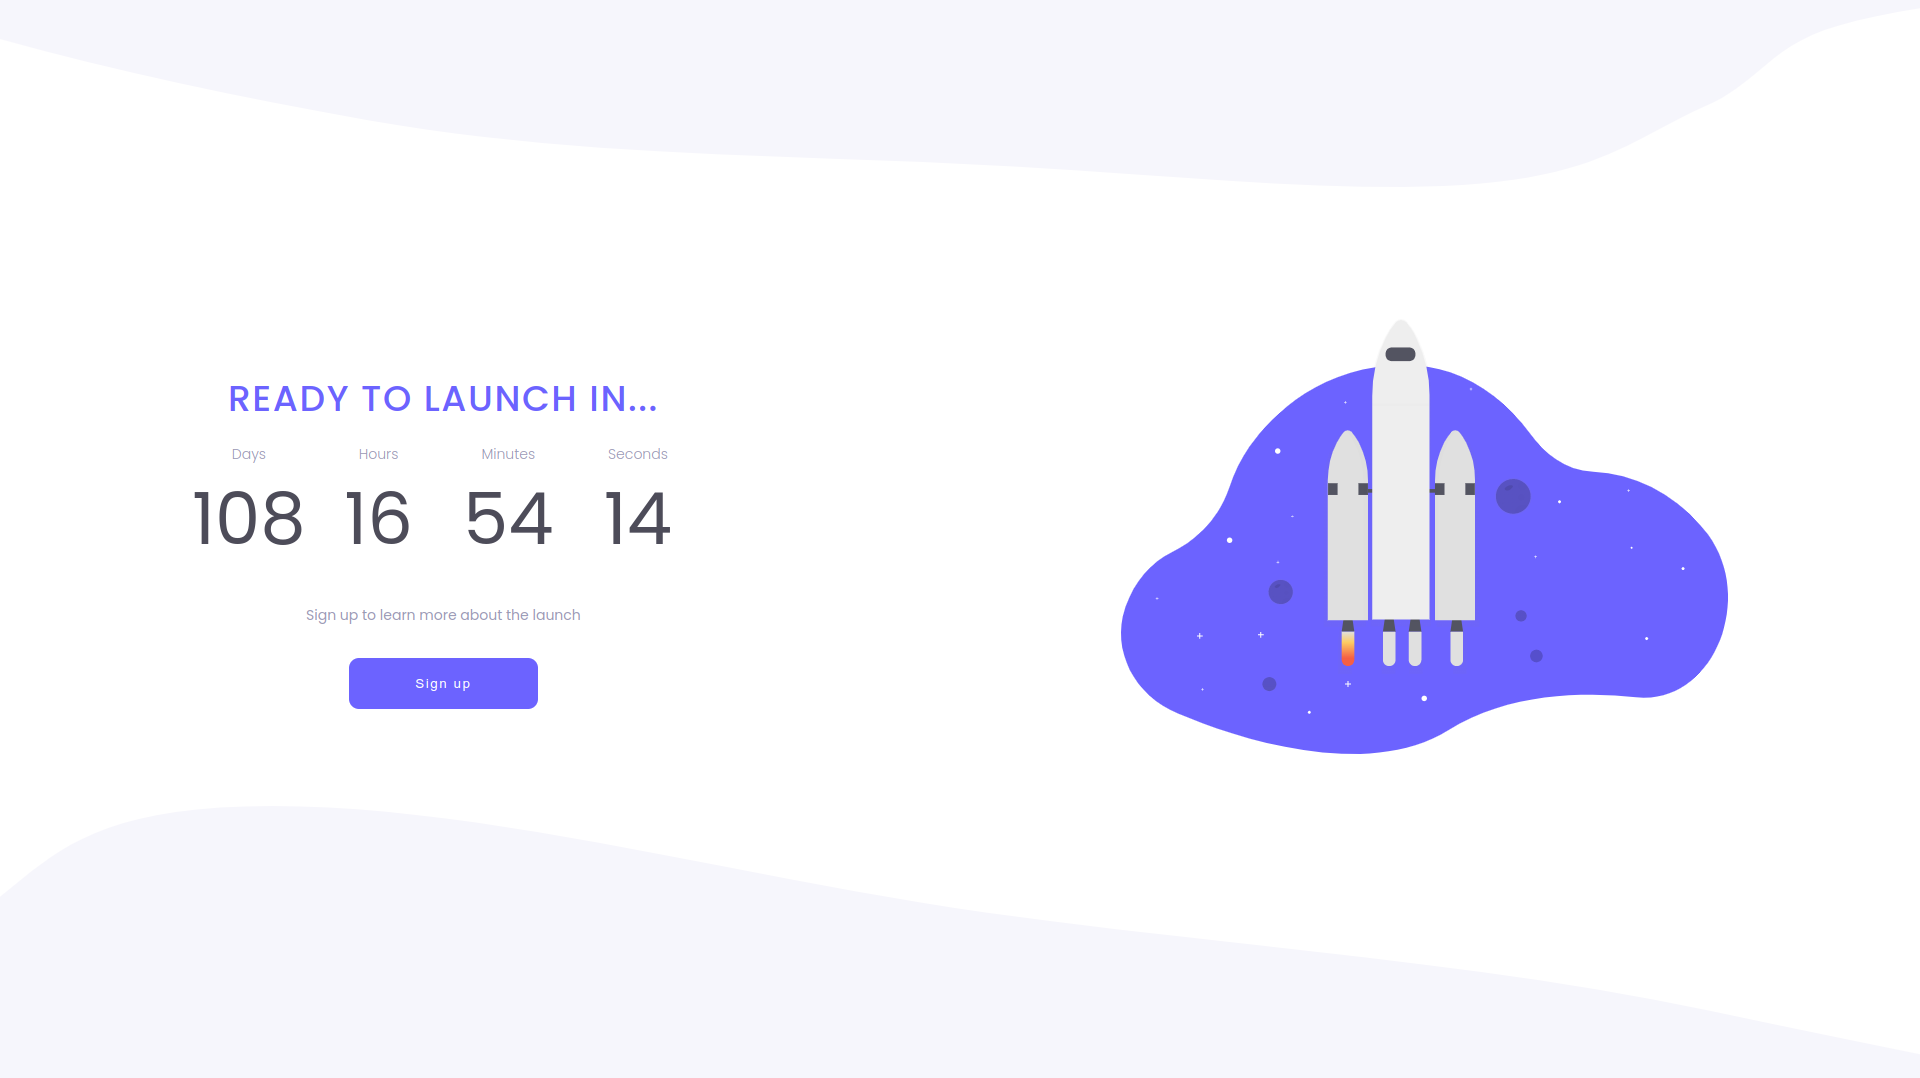 READY TO LAUNCH IN...
Days Hours Minutes Seconds
108 16 54 14
Sign up to learn more about the launch
Sign up